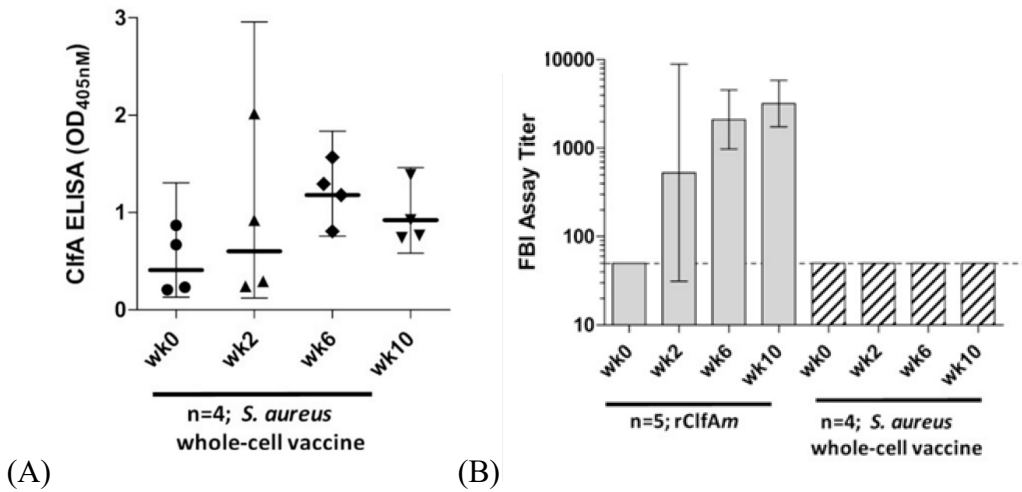 ClfA ELISA (OD405nM)
3
2
1
0
wk0
wk2
wk6
wk10
n=4; S. aureus
whole-cell vaccine
(A)
FBI Assay Titer
10000
1000
100
10
wk0
wk2
wk6
wk10
wk0
wk2
wk6
wk10
n=5; rClfAm
n=4; S. aureus
whole-cell vaccine
(B)